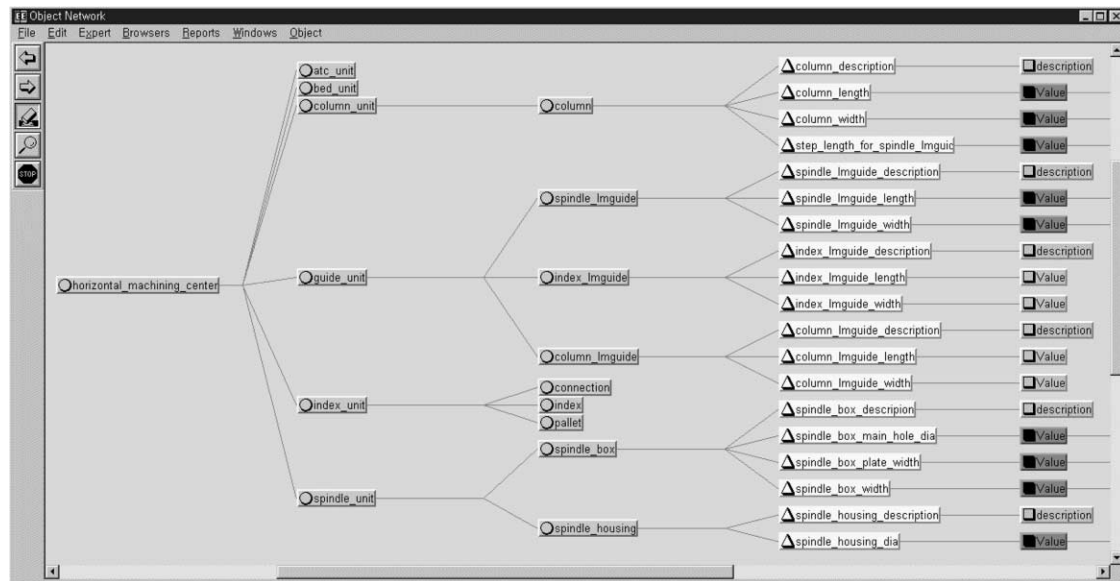 Object Network
File Edit Expert Browsers Reports Windows Object
STOP
atc_unit
bed_unit
column_unit
column
column_description
description
column_length
Value
column_width
Value
step_length_for_spindle_lmguic
Value
horizontal_machining_center
guide_unit
spindle_lmguide
spindle_lmguide_description
description
spindle_lmguide_length
Value
spindle_lmguide_width
Value
index_lmguide
index_lmguide_description
description
index_lmguide_length
Value
index_lmguide_width
Value
column_lmguide
column_lmguide_description
description
column_lmguide_length
Value
column_lmguide_width
Value
index_unit
connection
index
pallet
spindle_unit
spindle_box
spindle_box_descripion
description
spindle_box_main_hole_dia
Value
spindle_box_plate_width
Value
spindle_box_width
Value
spindle_housing
spindle_housing_description
description
spindle_housing_dia
Value